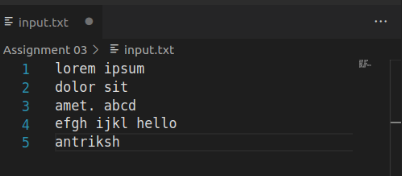 input.txt
Assignment 03 > input.txt
1 lorem ipsum
2 dolor sit
3 amet. abcd
4 efgh ijkl hello
5 antriksh